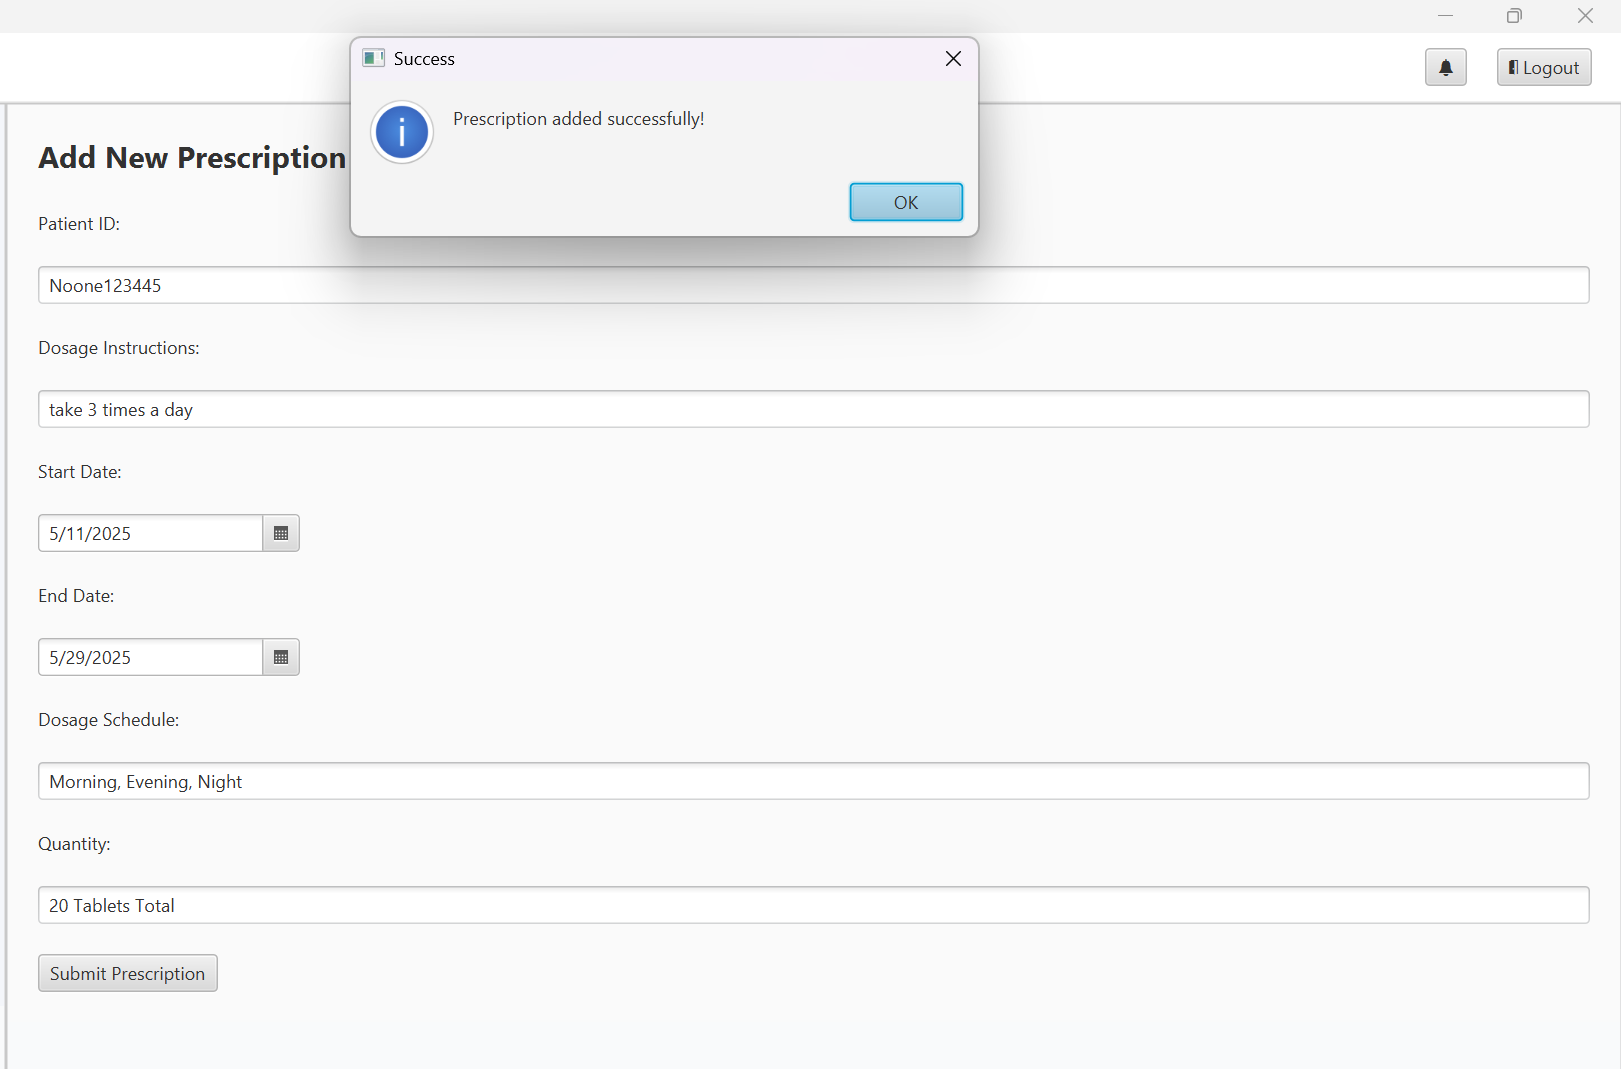 Success
Prescription added successfully!
OK
Logout
Add New Prescription
Patient ID:
Noone123445
Dosage Instructions:
take 3 times a day
Start Date:
5/11/2025
End Date:
5/29/2025
Dosage Schedule:
Morning, Evening, Night
Quantity:
20 Tablets Total
Submit Prescription